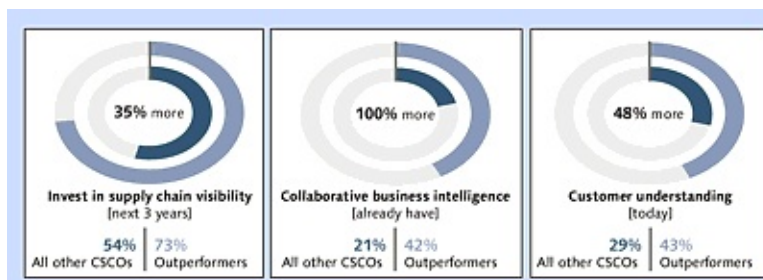 35% more
Invest in supply chain visibility
[next 3 years]
54% 73%
All other CSCOs Outperformers
100% more
Collaborative business intelligence
[already have]
21% 42%
All other CSCOs Outperformers
48% more
Customer understanding
[today]
29% 43%
All other CSCOs Outperformers